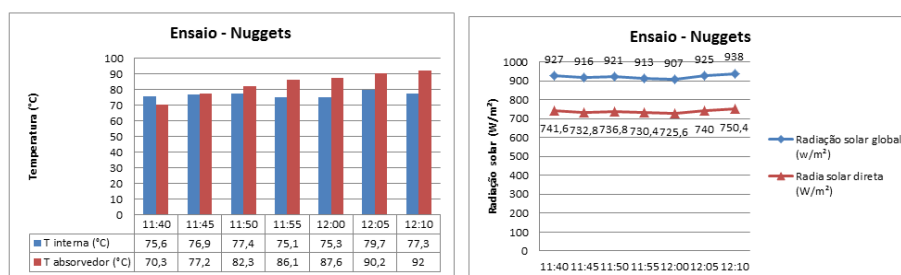 Ensaio - Nuggets
Temperatura (°C)
100
90
80
70
60
50
40
30
20
10
0
11:40 11:45 11:50 11:55 12:00 12:05 12:10
T interna (°C) 75,6 76,9 77,4 75,1 75,3 79,7 77,3
T absorvedor (°C) 70,3 77,2 82,3 86,1 87,6 90,2 92
Ensaio - Nuggets
Radiação solar (W/m²)
1000
900
800
700
600
500
400
300
200
100
0
927 916 921 913 907 925 938
741,6 732,8 736,8 730,4 725,6 740 750,4
11:40 11:45 11:50 11:55 12:00 12:05 12:10
Radiação solar global
(w/m²)
Radia solar direta
(W/m²)